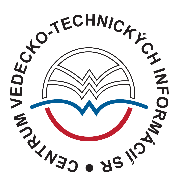 CENTRUM VEDECKO-TECHNICKÝCH INFORMÁCIÍ SR •